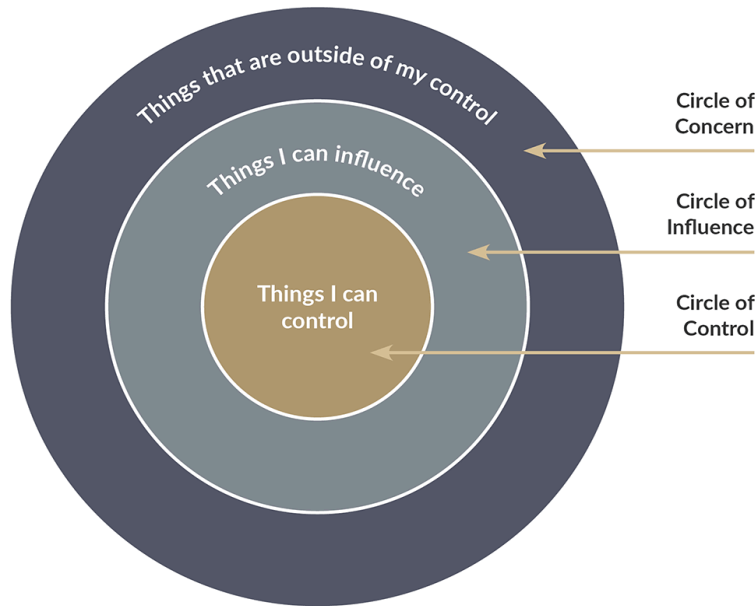 Things that are outside of my control
Things I can influence
Things I can
control
Circle of
Concern
Circle of
Influence
Circle of
Control